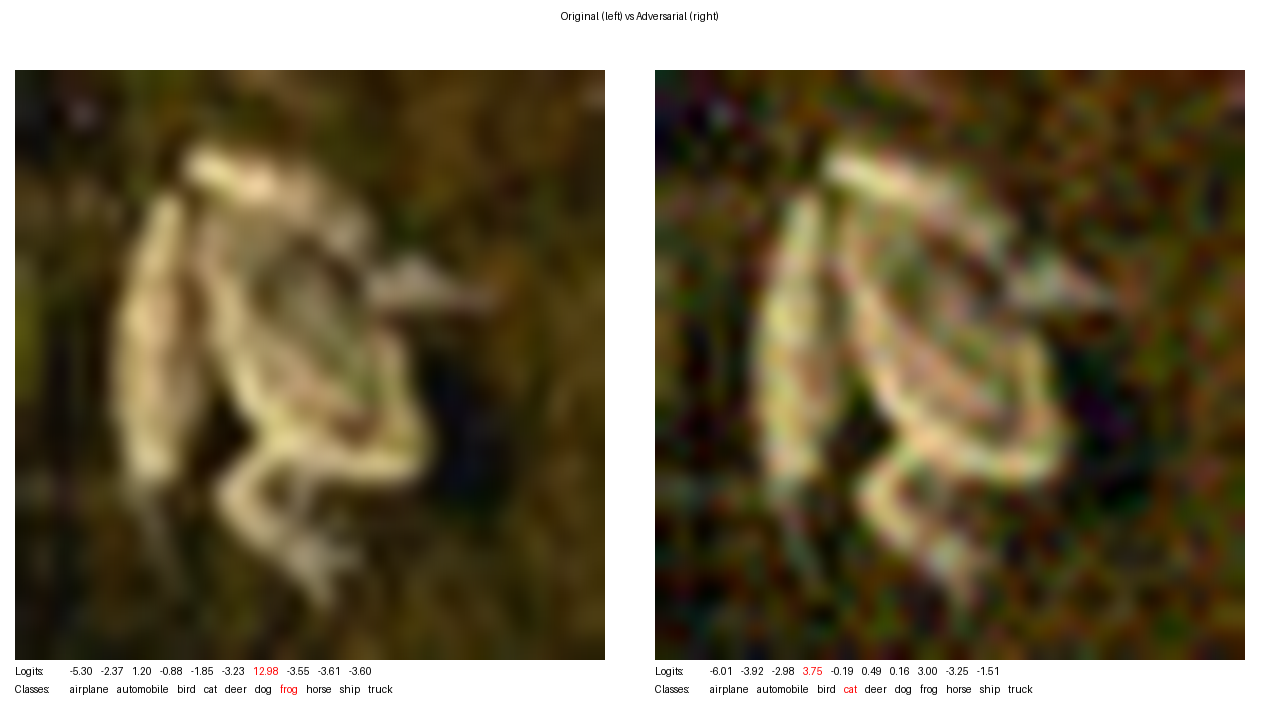 Original (left) vs Adversarial (right)
Logits: -5.30 -2.37 1.20 -0.88 -1.85 -3.23 12.98 -3.55 -3.61 -3.60
Classes: airplane automobile bird cat deer dog frog horse ship truck
Logits: -6.01 -3.92 -2.98 3.75 -0.19 0.49 0.16 3.00 -3.25 -1.51
Classes: airplane automobile bird cat deer dog frog horse ship truck